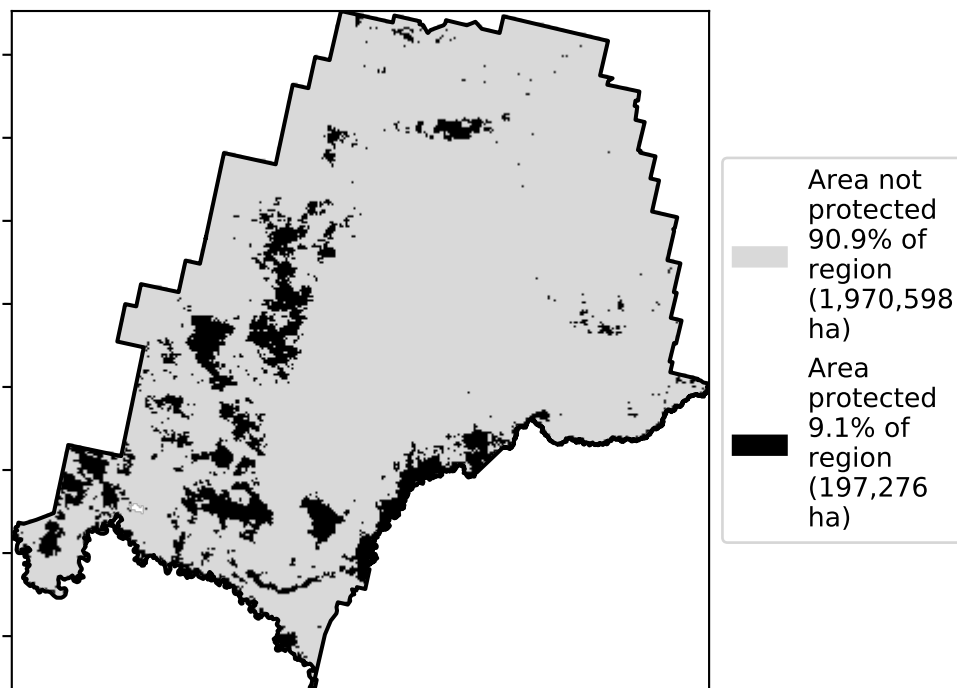 Area not
protected
90.9% of
region
(1,970,598
ha)
Area
protected
9.1% of
region
(197,276
ha)